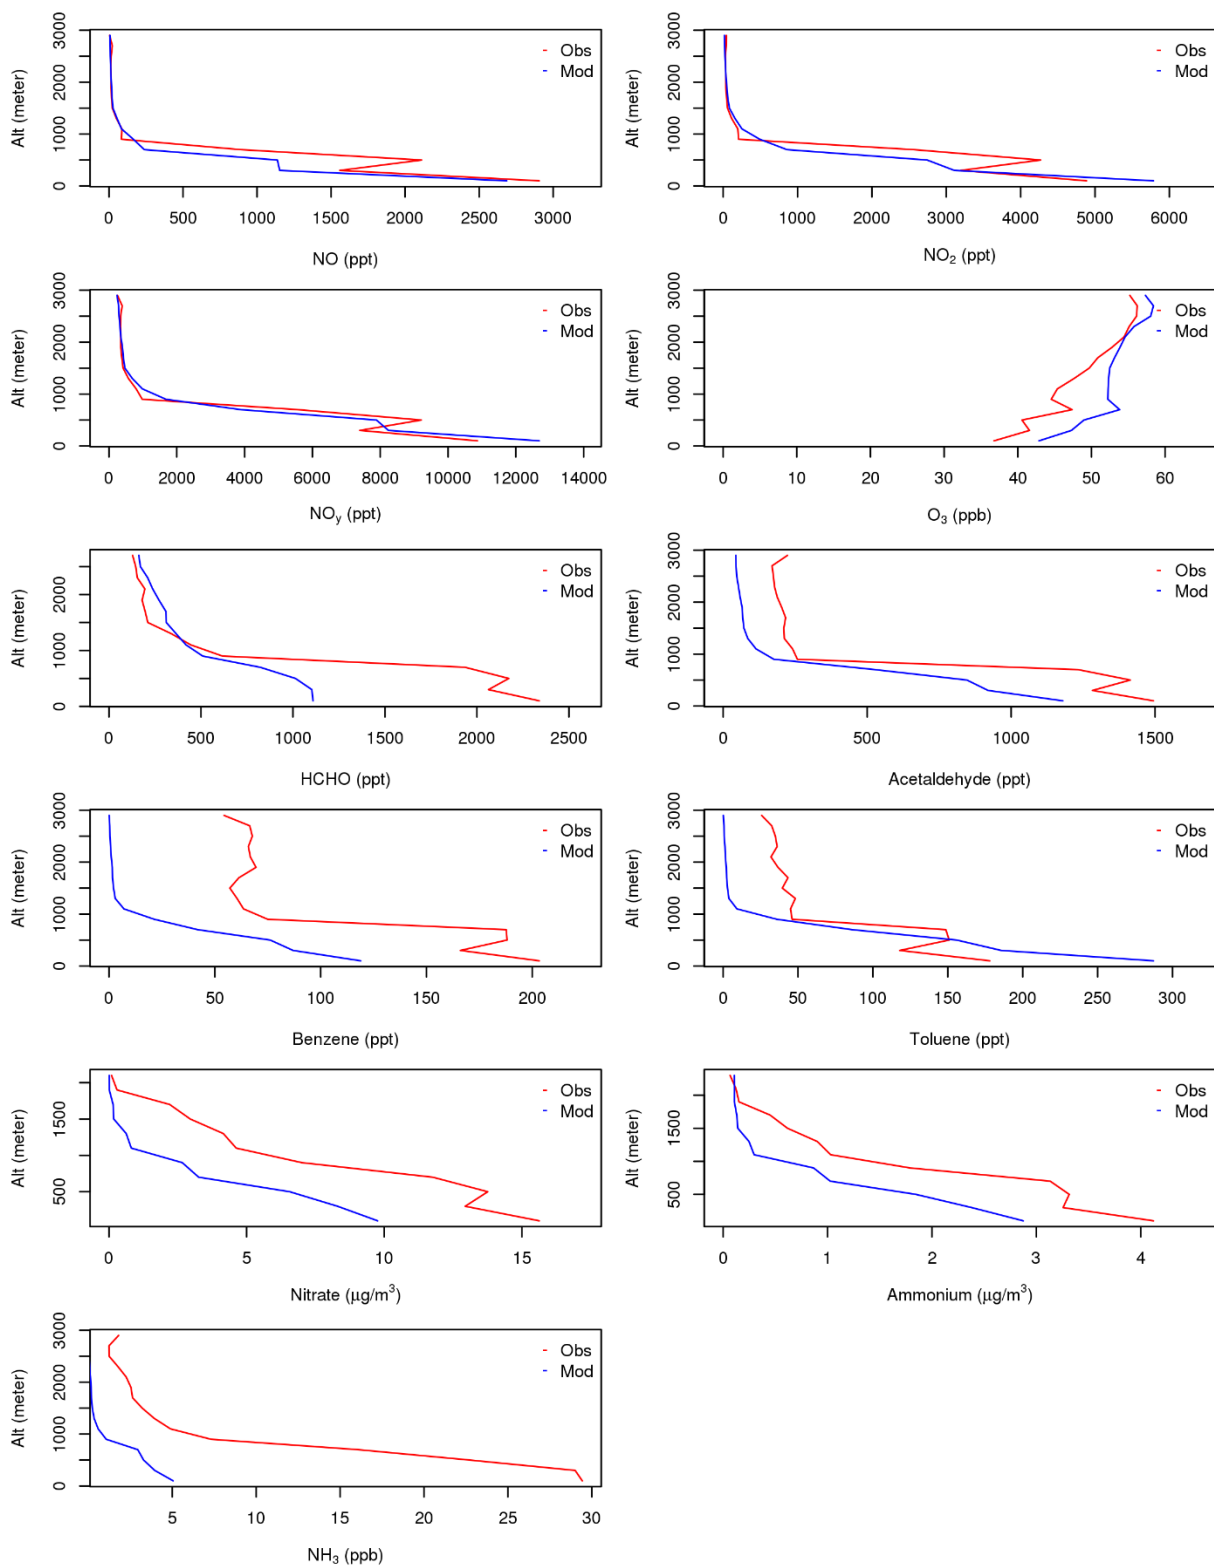 Alt (meter)
0 1000 2000 3000
Obs
Mod
0 500 1000 1500 2000 2500 3000
NO (ppt)
Alt (meter)
0 1000 2000 3000
Obs
Mod
0 1000 2000 3000 4000 5000 6000
NO₂ (ppt)
Alt (meter)
0 1000 2000 3000
Obs
Mod
0 2000 4000 6000 8000 10000 12000 14000
NOy (ppt)
Alt (meter)
0 1000 2000 3000
Obs
Mod
0 10 20 30 40 50 60
O₃ (ppb)
Alt (meter)
0 1000 2000
Obs
Mod
0 500 1000 1500 2000 2500
HCHO (ppt)
Alt (meter)
0 1000 2000 3000
Obs
Mod
0 500 1000 1500
Acetaldehyde (ppt)
Alt (meter)
0 1000 2000 3000
Obs
Mod
0 50 100 150 200
Benzene (ppt)
Alt (meter)
0 1000 2000 3000
Obs
Mod
0 50 100 150 200 250 300
Toluene (ppt)
Alt (meter)
500 1500
Obs
Mod
0 5 10 15
Nitrate (μg/m³)
Alt (meter)
500 1500
Obs
Mod
0 1 2 3 4
Ammonium (μg/m³)
Alt (meter)
0 1000 2000 3000
Obs
Mod
5 10 15 20 25 30
NH₃ (ppb)